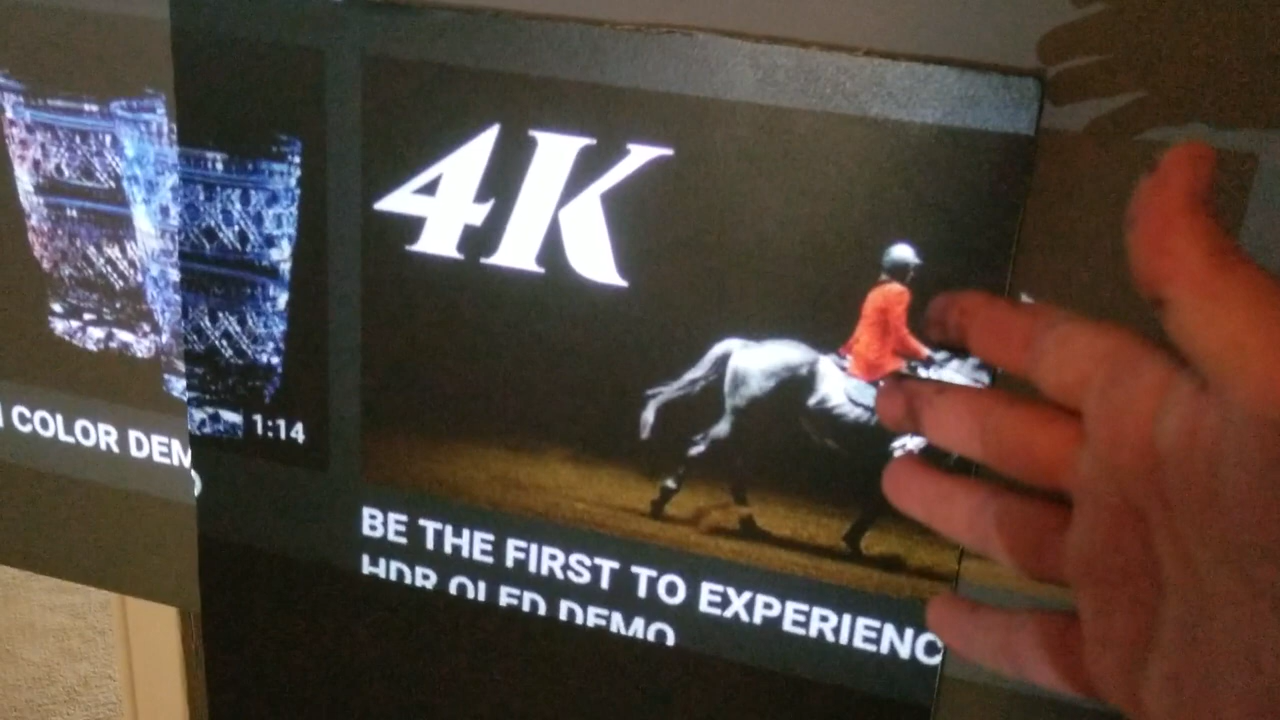 4K
COLOR DEM
1:14
BE THE FIRST TO EXPERIENC
HDR OLED DEMO